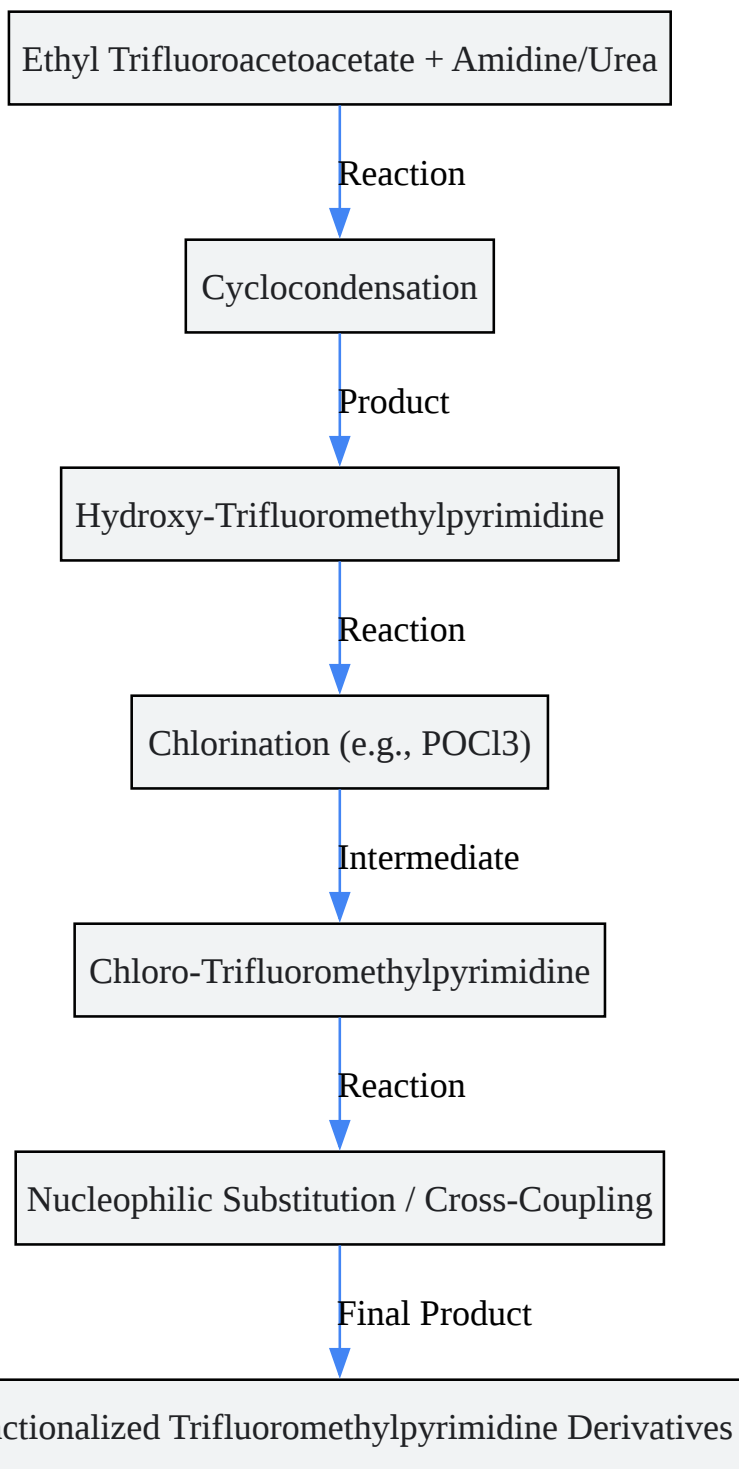 Ethyl Trifluoroacetoacetate + Amidine/Urea
Reaction
Cyclocondensation
Product
Hydroxy-Trifluoromethylpyrimidine
Reaction
Chlorination (e.g., POCl3)
Intermediate
Chloro-Trifluoromethylpyrimidine
Reaction
Nucleophilic Substitution / Cross-Coupling
Final Product
ctionalized Trifluoromethylpyrimidine Derivatives